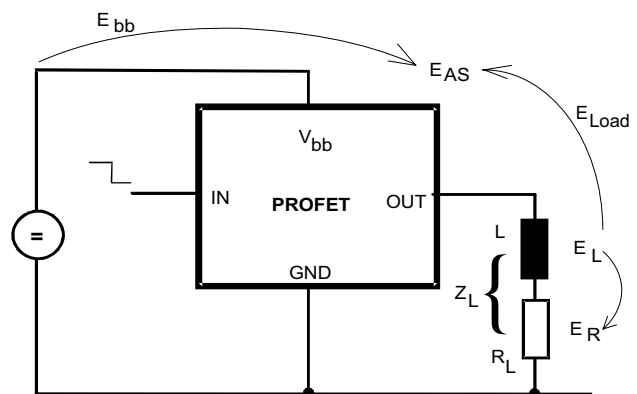 E bb
E AS
E Load
V bb
IN
PROFET
OUT
L
E L
GND
Z L {
E R
R L
=